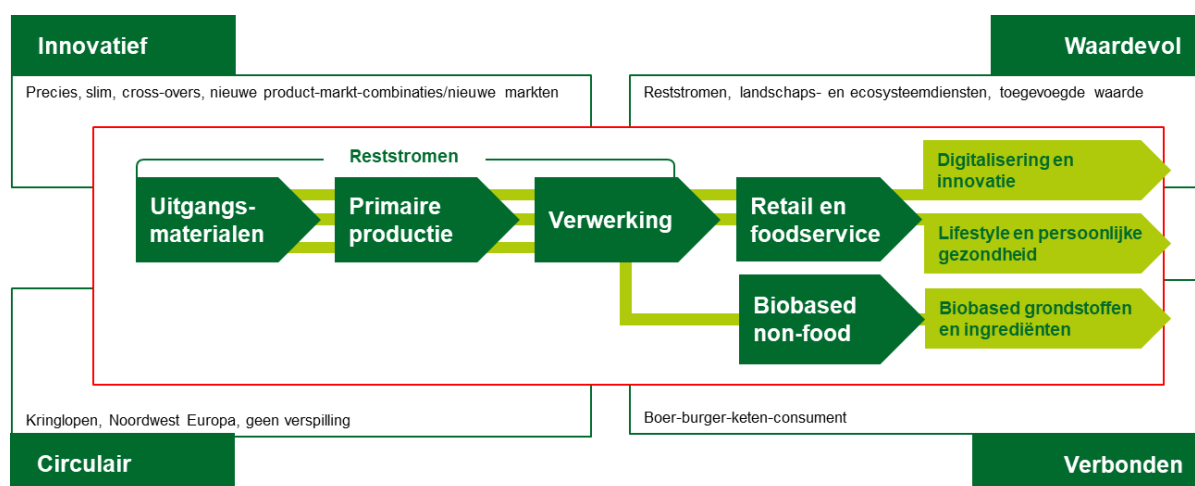 Innovatief
Waardevol
Precies, slim, cross-overs, nieuwe product-markt-combinaties/nieuwe markten
Reststromen, landschaps- en ecosysteemdiensten, toegevoegde waarde
Reststromen
Uitgangs-
materialen
Primaire
productie
Verwerking
Retail en
foodservice
Digitalisering en
innovatie
Lifestyle en persoonlijke
gezondheid
Biobased
non-food
Biobased grondstoffen
en ingrediënten
Kringlopen, Noordwest Europa, geen verspilling
Boer-burger-keten-consument
Circulair
Verbonden